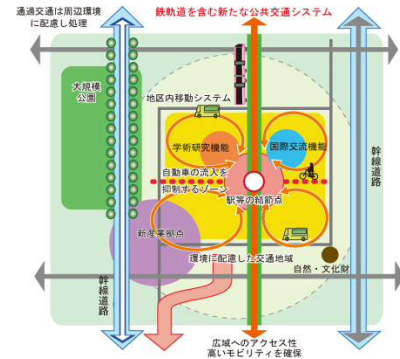 通過交通は周辺環境
に配慮し処理
鉄軌道を含む新たな公共交通システム
大規模
公園
地区内移動システム
学術研究機能
国際交流機能
自動車の流入を
抑制するゾーン
駅等の結節点
幹線道路
新産業拠点
環境に配慮した交通地域
自然・文化財
幹線道路
広域へのアクセス性
高いモビリティを確保